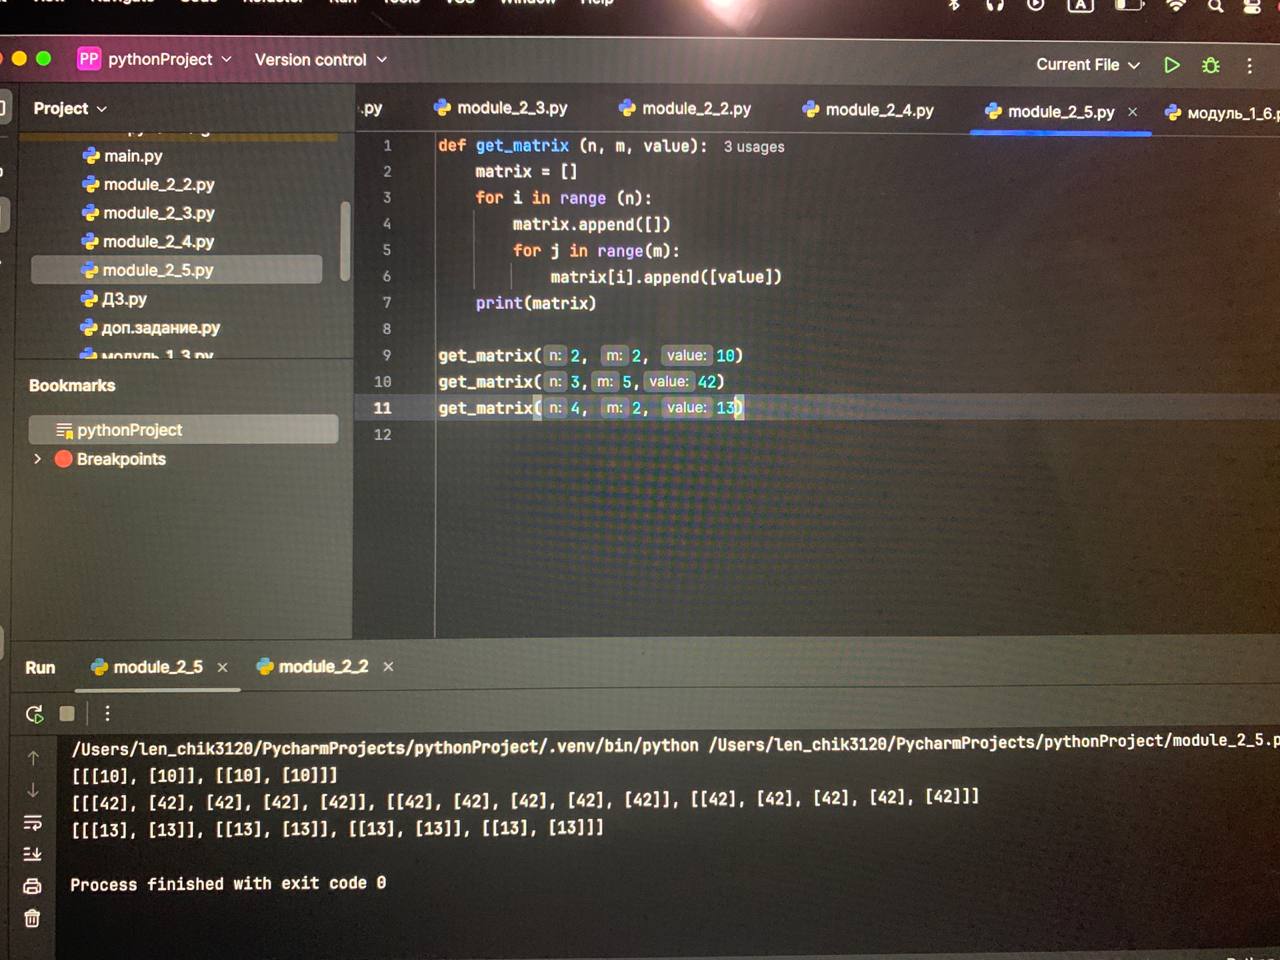 pythonProject Version control Current File
Project
main.py
module_2_2.py
module_2_3.py
module_2_4.py
module_2_5.py
ДЗ.py
доп.задание.py
модуль_1_3.py
Bookmarks
pythonProject
Breakpoints
.py module_2_3.py module_2_2.py module_2_4.py module_2_5.py модуль_1_6.p
1 def get_matrix (n, m, value): 3 usages
2 matrix = []
3 for i in range (n):
4 matrix.append([])
5 for j in range(m):
6 matrix[i].append([value])
7 print(matrix)
8
9 get_matrix( n: 2, m: 2, value: 10)
10 get_matrix( n: 3, m: 5, value: 42)
11 get_matrix( n: 4, m: 2, value: 13)
12
Run module_2_5 module_2_2
/Users/len_chik3120/PycharmProjects/pythonProject/.venv/bin/python /Users/len_chik3120/PycharmProjects/pythonProject/module_2_5.p
[[[10], [10]], [[10], [10]]]
[[[42], [42], [42], [42], [42]], [[42], [42], [42], [42], [42]], [[42], [42], [42], [42], [42]]]
[[[13], [13]], [[13], [13]], [[13], [13]], [[13], [13]]]
Process finished with exit code 0